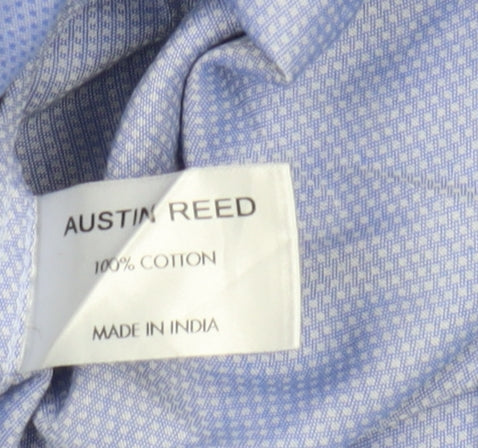 AUSTIN REED
100% COTTON
MADE IN INDIA